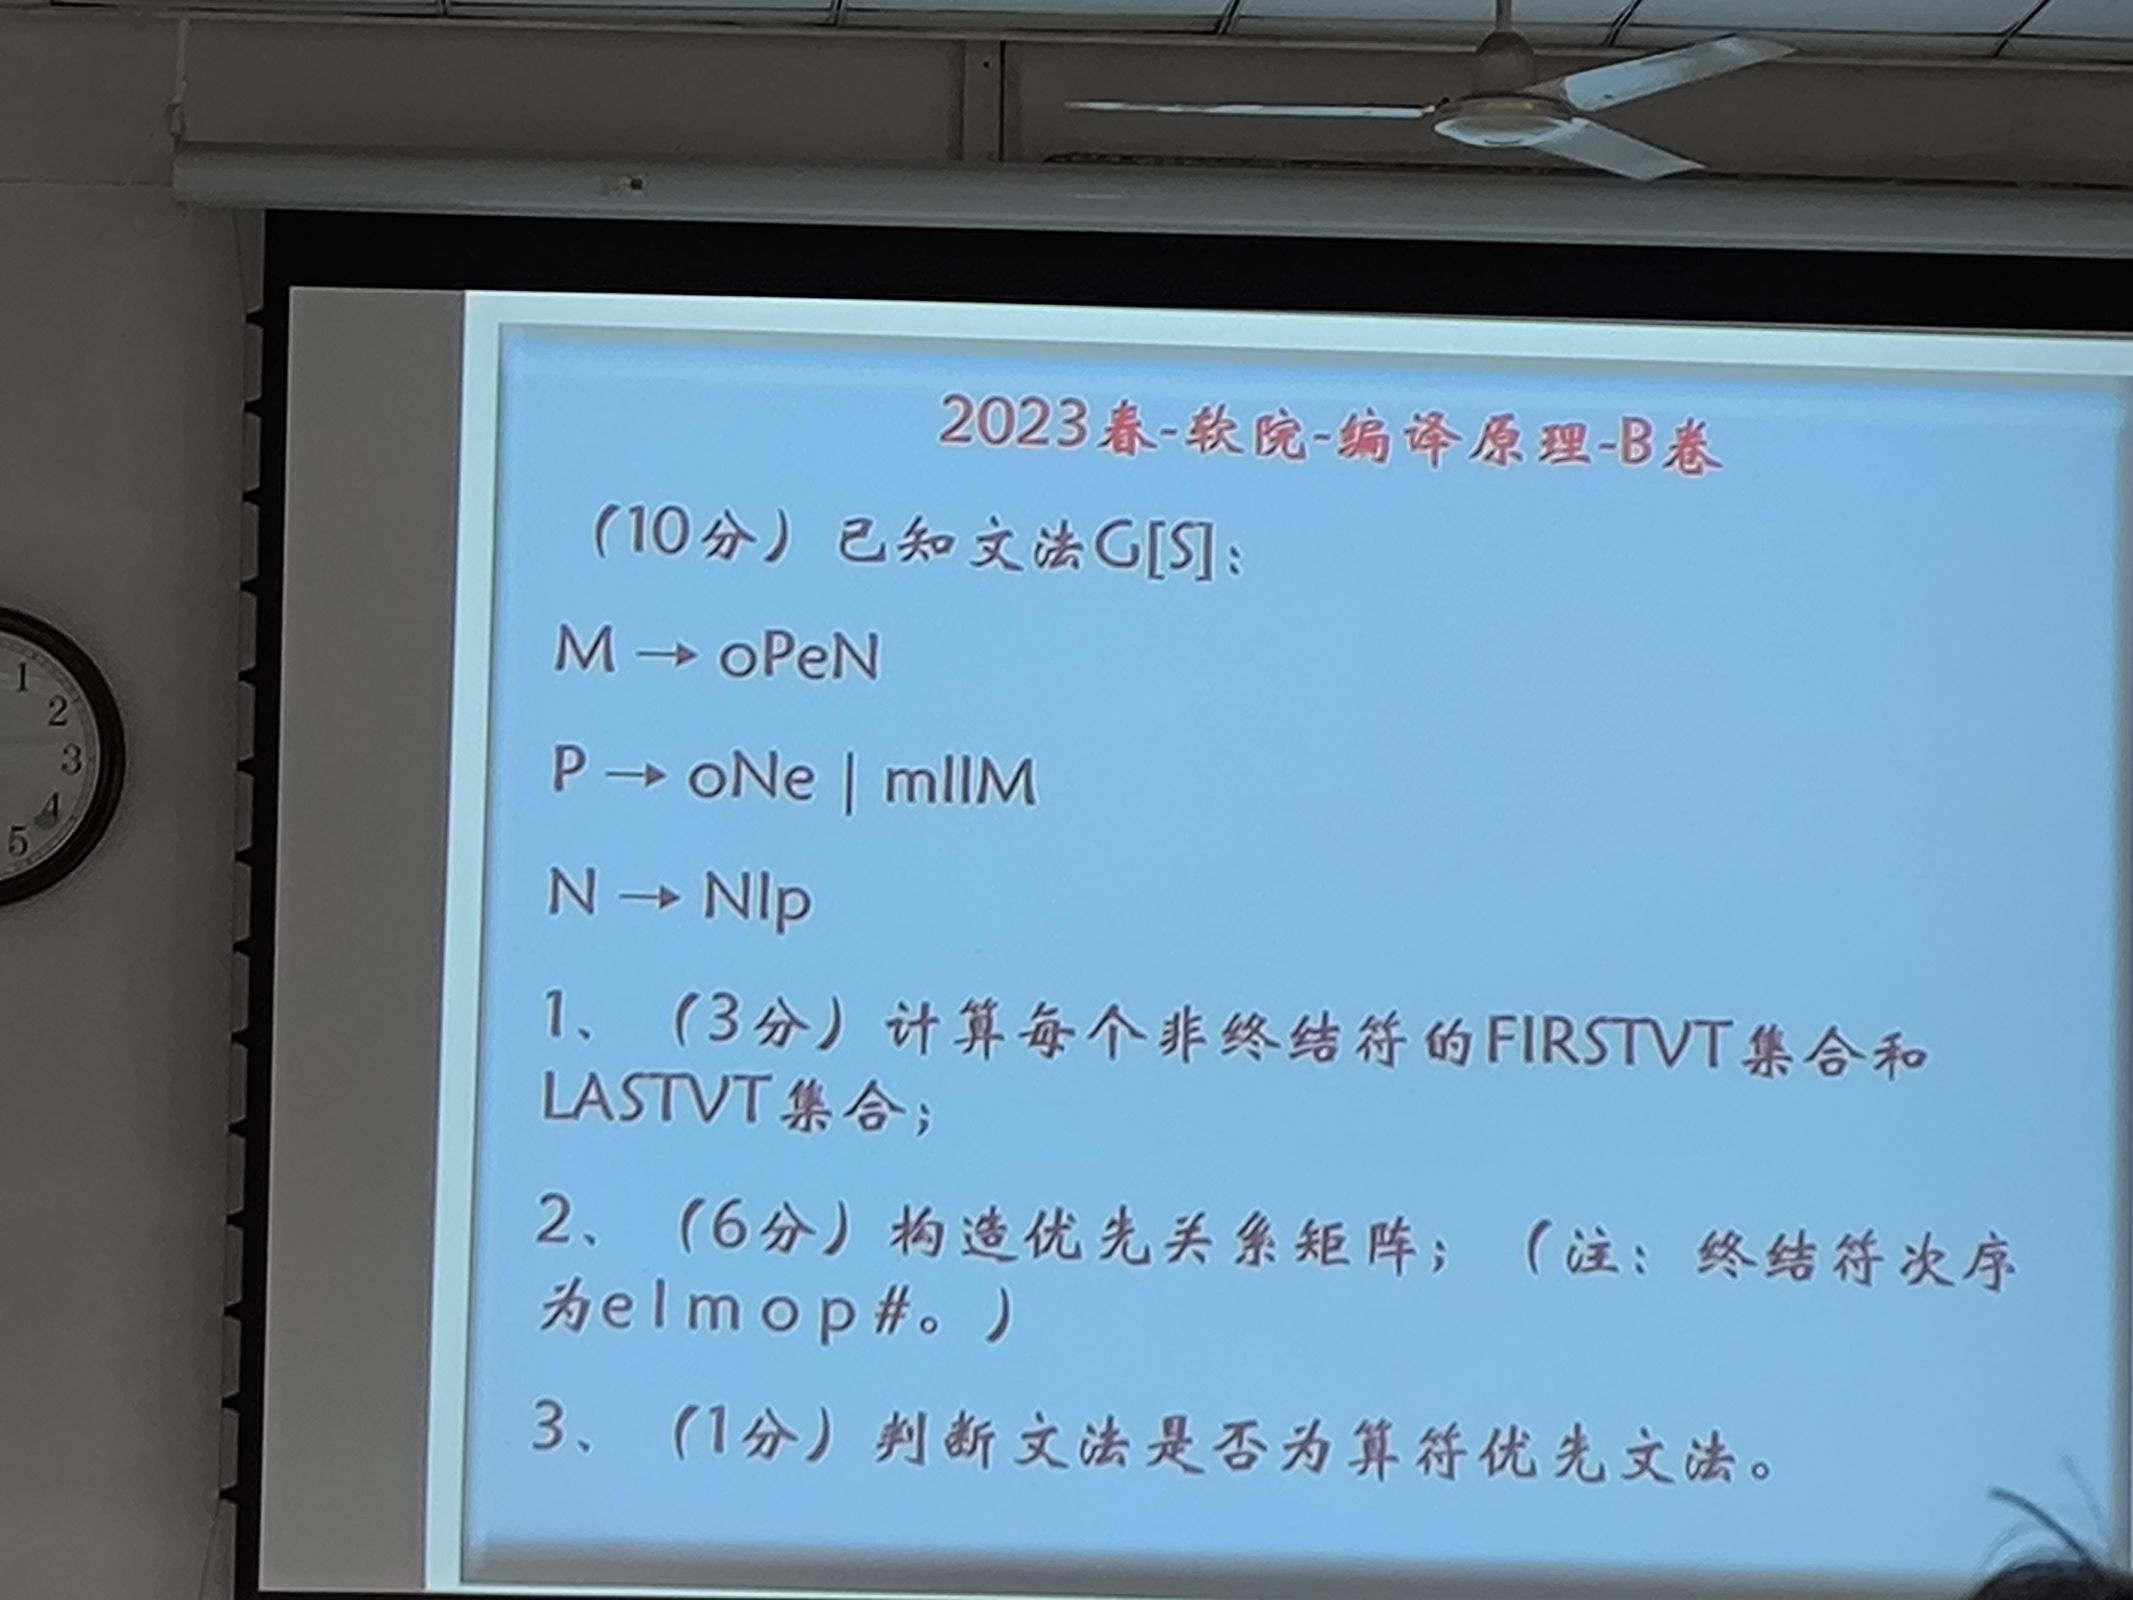 2023春-软院-编译原理-B卷
（10分）已知文法G[S]：
M → oPeN
P → oNe | mllM
N → Nlp
1、（3分）计算每个非终结符的FIRSTVT集合和
LASTVT集合；
2、（6分）构造优先关系矩阵；（注：终结符次序
为e l m o p #。）
3、（1分）判断文法是否为算符优先文法。
1
2
3
4
5